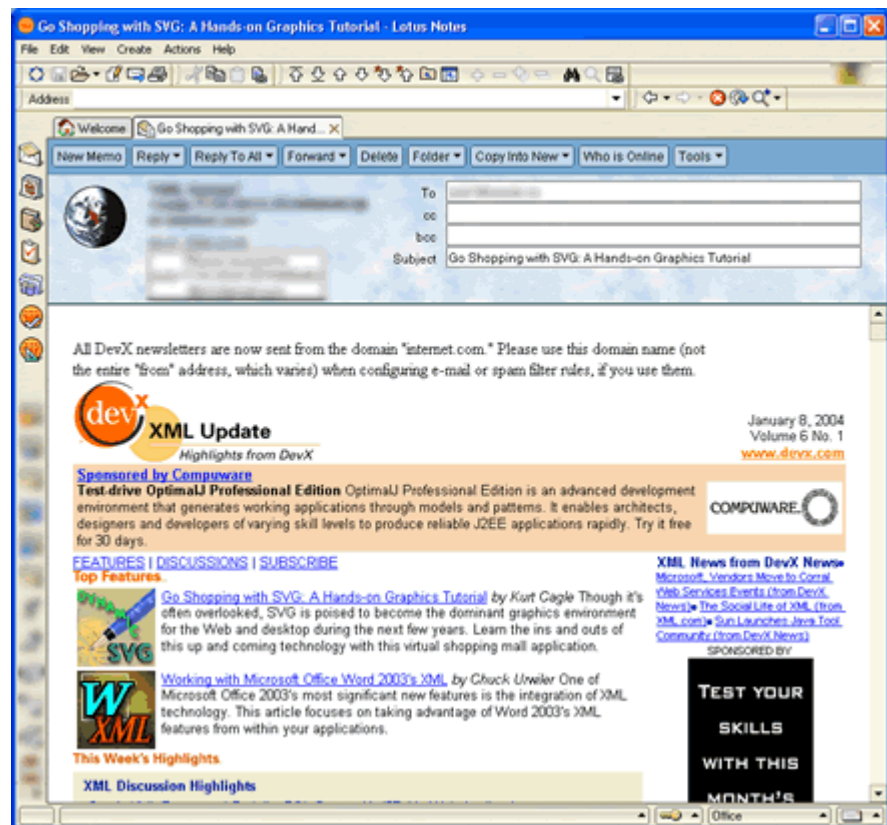 Go Shopping with SVG: A Hands-on Graphics Tutorial - Lotus Notes
File Edit View Create Actions Help
Address
Welcome Go Shopping with SVG: A Hand...
New Memo Reply Reply To All Forward Delete Folder Copy Into New Who is Online Tools
To
cc
bcc
Subject Go Shopping with SVG: A Hands-on Graphics Tutorial
All DevX newsletters are now sent from the domain "internet.com." Please use this domain name (not
the entire "from" address, which varies) when configuring e-mail or spam filter rules, if you use them.
devx
XML Update
Highlights from DevX
January 8, 2004
Volume 6 No. 1
www.devx.com
Sponsored by Compuware
Test-drive OptimalJ Professional Edition OptimalJ Professional Edition is an advanced development
environment that generates working applications through models and patterns. It enables architects,
designers and developers of varying skill levels to produce reliable J2EE applications rapidly. Try it free
for 30 days.
COMPUWARE.
FEATURES | DISCUSSIONS | SUBSCRIBE
Top Features
DYNAMIC
SVG
Go Shopping with SVG: A Hands-on Graphics Tutorial by Kurt Cagle Though it's
often overlooked, SVG is poised to become the dominant graphics environment
for the Web and desktop during the next few years. Learn the ins and outs of
this up and coming technology with this virtual shopping mall application.
W
XML
Working with Microsoft Office Word 2003's XML by Chuck Urwiler One of
Microsoft Office 2003's most significant new features is the integration of XML
technology. This article focuses on taking advantage of Word 2003's XML
features from within your applications.
This Week's Highlights
XML Discussion Highlights
XML News from DevX News
Microsoft, Vendors Move to Corral
Web Services Events (from DevX
News) The Social Life of XML (from
XML.com) Sun Launches Java Tool
Community (from DevX News)
SPONSORED BY
TEST YOUR
SKILLS
WITH THIS
MONTH'S
Office